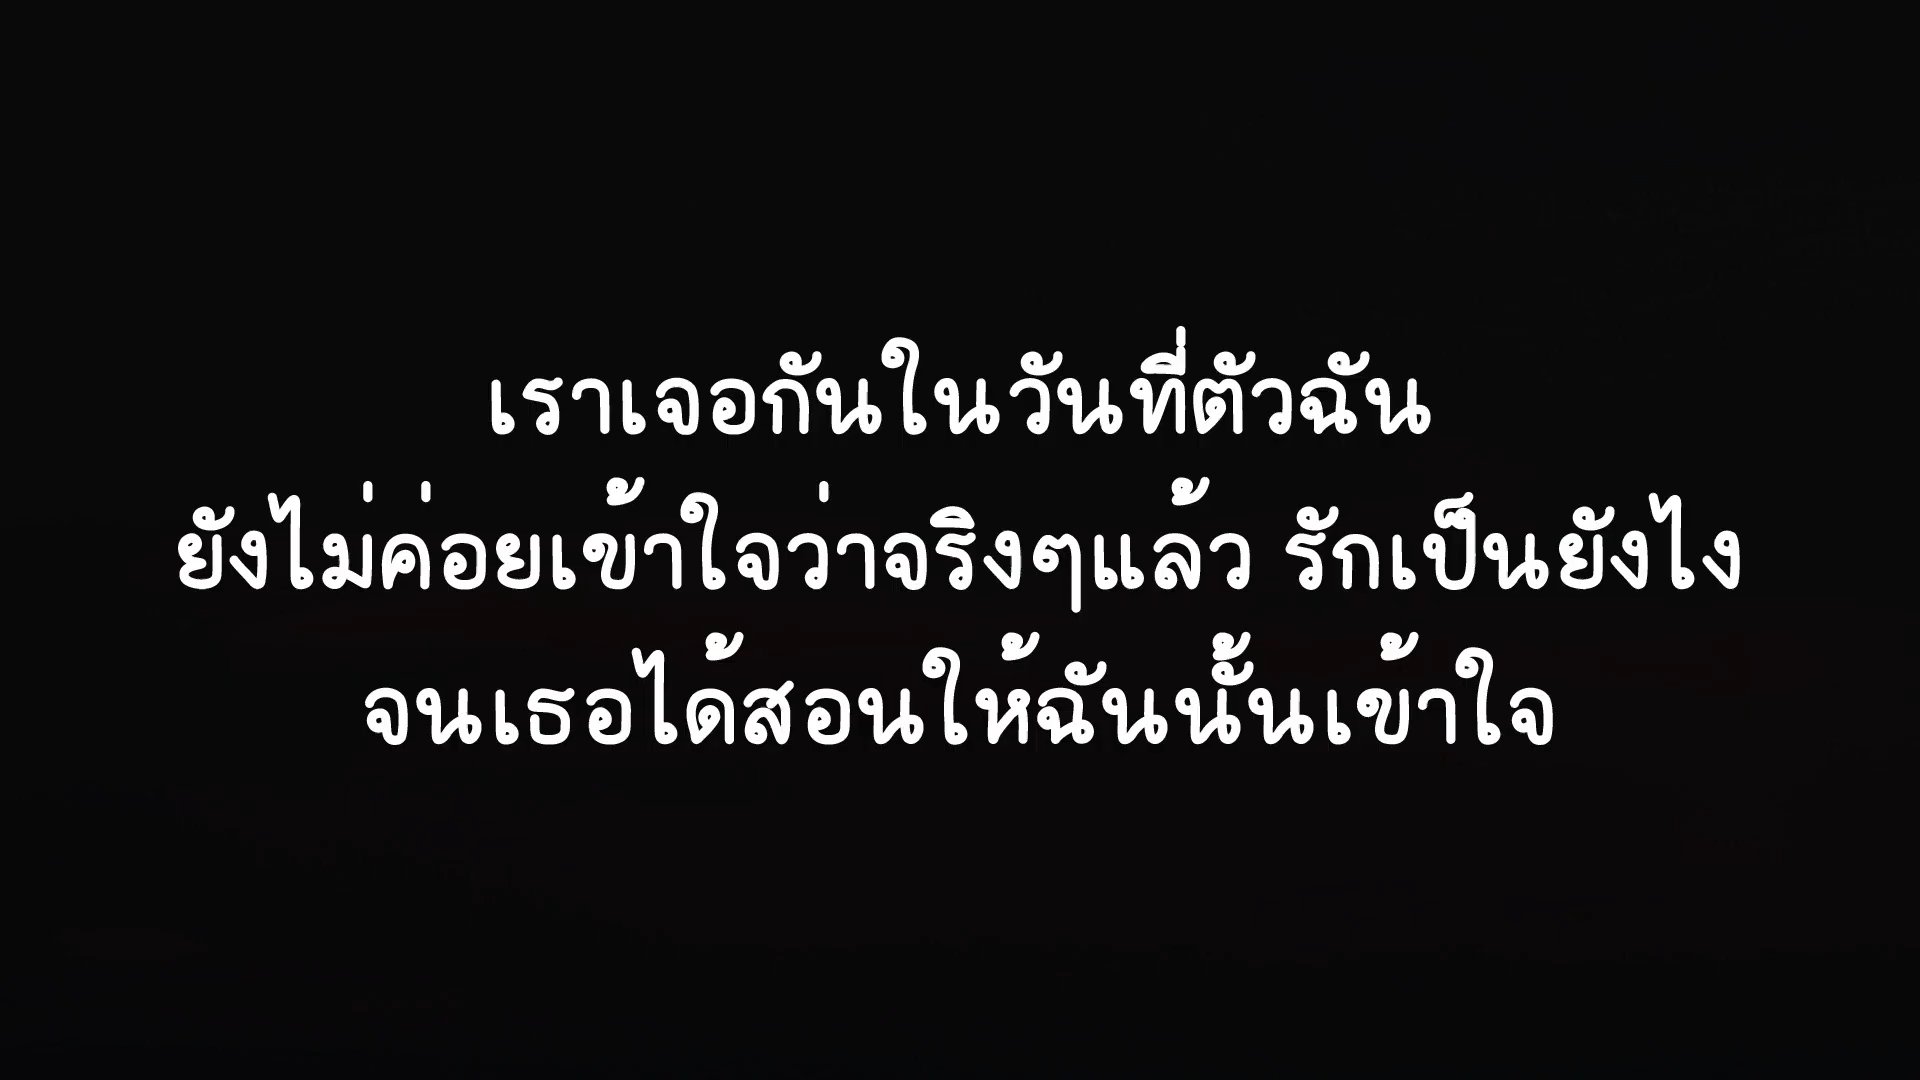 เราเจอกันในวันที่ตัวฉัน
ยังไม่ค่อยเข้าใจว่าจริงๆแล้ว รักเป็นยังไง
จนเธอได้สอนให้ฉันนั้นเข้าใจ